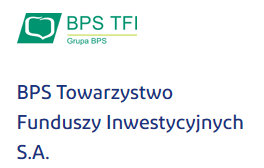 BPS TFI
Grupa BPS
BPS Towarzystwo
Funduszy Inwestycyjnych
S.A.